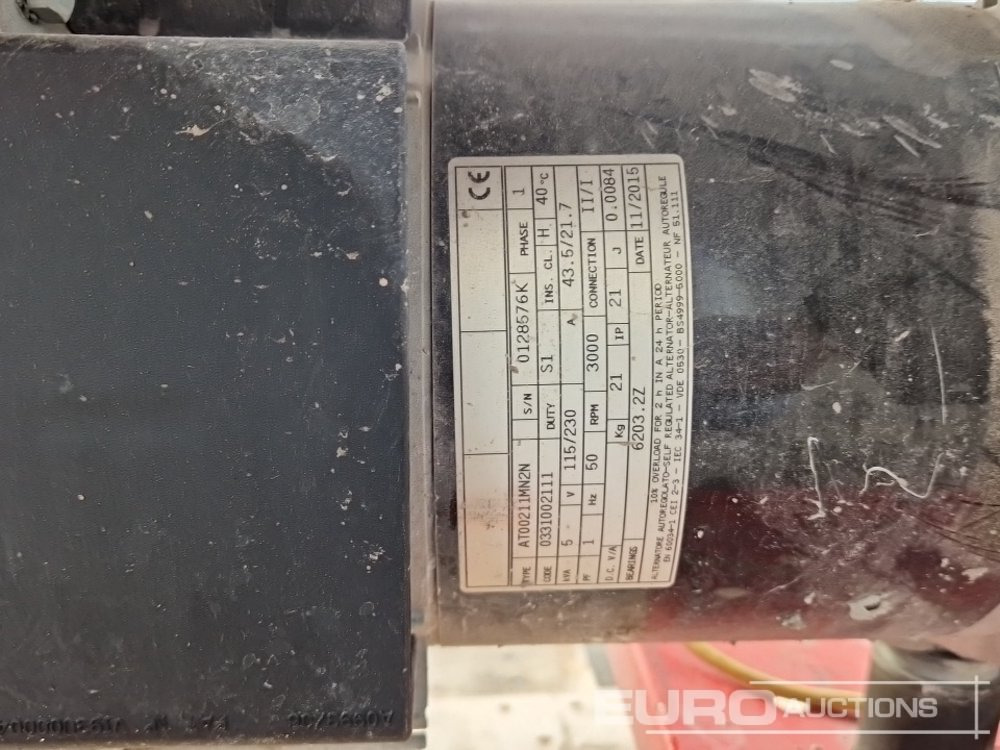 CE
TYPE AT00211MN2N S/N 0128576K PHASE 1
CODE 0331002111 DUTY S1 INS. CL. H 40 °C
kVA 5 V 115/230 A 43.5/21.7
PF 1 Hz 50 RPM 3000 CONNECTION II/I
D.C. V/A Kg 21 IP 21 J 0.0084
BEARINGS 6203.2Z DATE 11/2015
10% OVERLOAD FOR 2 h IN A 24 h PERIOD
ALTERNATORE AUTOREGOLATO-SELF REGULATED ALTERNATOR-ALTERNATEUR AUTOREGULE
EN 60034-1 CEI 2-3 - IEC 34-1 - VDE 0530 - BS4999-5000 - NF 51.111
EURO AUCTIONS